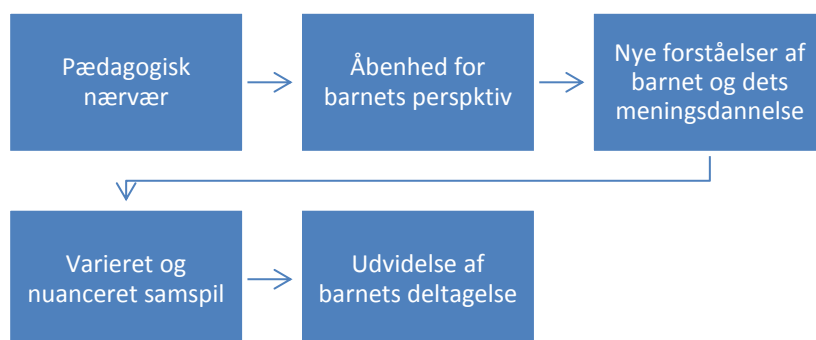 Pædagogisk
nærvær
Åbenhed for
barnets perspktiv
Nye forståelser af
barnet og dets
meningsdannelse
Varieret og
nuanceret samspil
Udvidelse af
barnets deltagelse